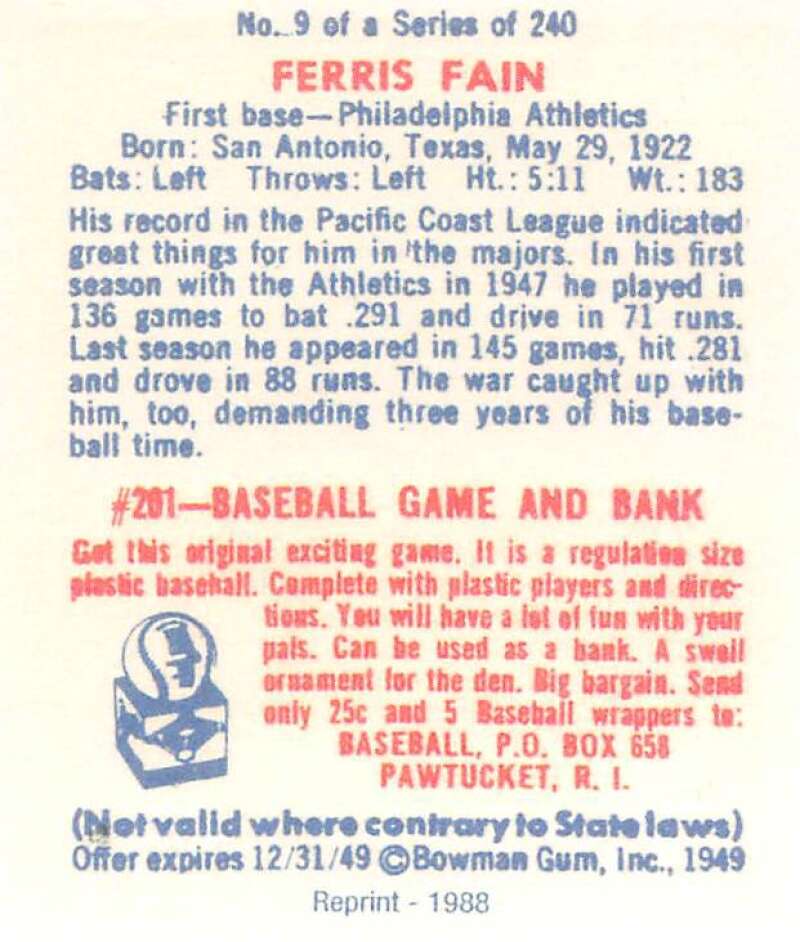 No. 9 of a Series of 240
FERRIS FAIN
First base—Philadelphia Athletics
Born: San Antonio, Texas, May 29, 1922
Bats: Left Throws: Left Ht.: 5:11 Wt.: 183
His record in the Pacific Coast League indicated
great things for him in the majors. In his first
season with the Athletics in 1947 he played in
136 games to bat .291 and drive in 71 runs.
Last season he appeared in 145 games, hit .281
and drove in 88 runs. The war caught up with
him, too, demanding three years of his base-
ball time.
#201—BASEBALL GAME AND BANK
Get this original exciting game. It is a regulation size
plastic baseball. Complete with plastic players and direc-
tions. You will have a lot of fun with your
pals. Can be used as a bank. A swell
ornament for the den. Big bargain. Send
only 25c and 5 Baseball wrappers to:
BASEBALL, P.O. BOX 658
PAWTUCKET, R. I.
(Not valid where contrary to State laws)
Offer expires 12/31/49 ©Bowman Gum, Inc., 1949
Reprint - 1988